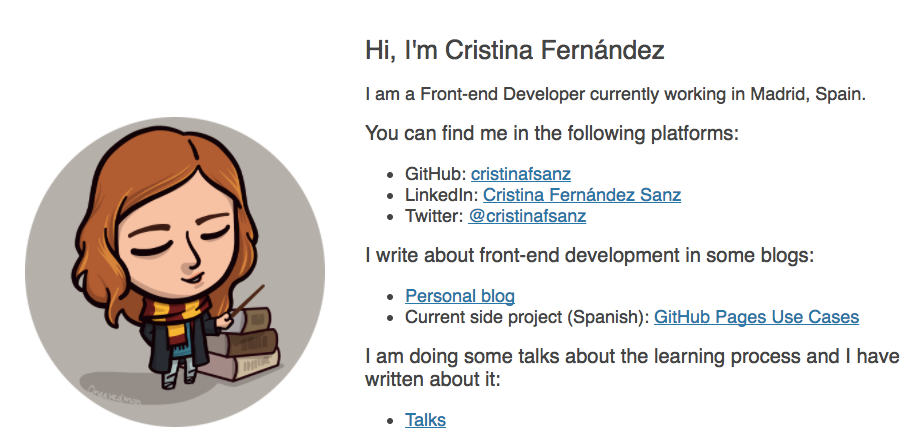 Hi, I'm Cristina Fernández
I am a Front-end Developer currently working in Madrid, Spain.
You can find me in the following platforms:
GitHub: cristinafsanz
LinkedIn: Cristina Fernández Sanz
Twitter: @cristinafsanz
I write about front-end development in some blogs:
Personal blog
Current side project (Spanish): GitHub Pages Use Cases
I am doing some talks about the learning process and I have
written about it:
Talks